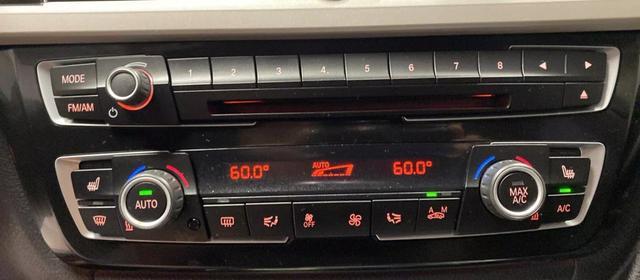 MODE
1 2 3 4 5 6 7 8
FM/AM
60.0° AUTO 60.0°
AUTO
OFF
A M
MAX A/C
A/C